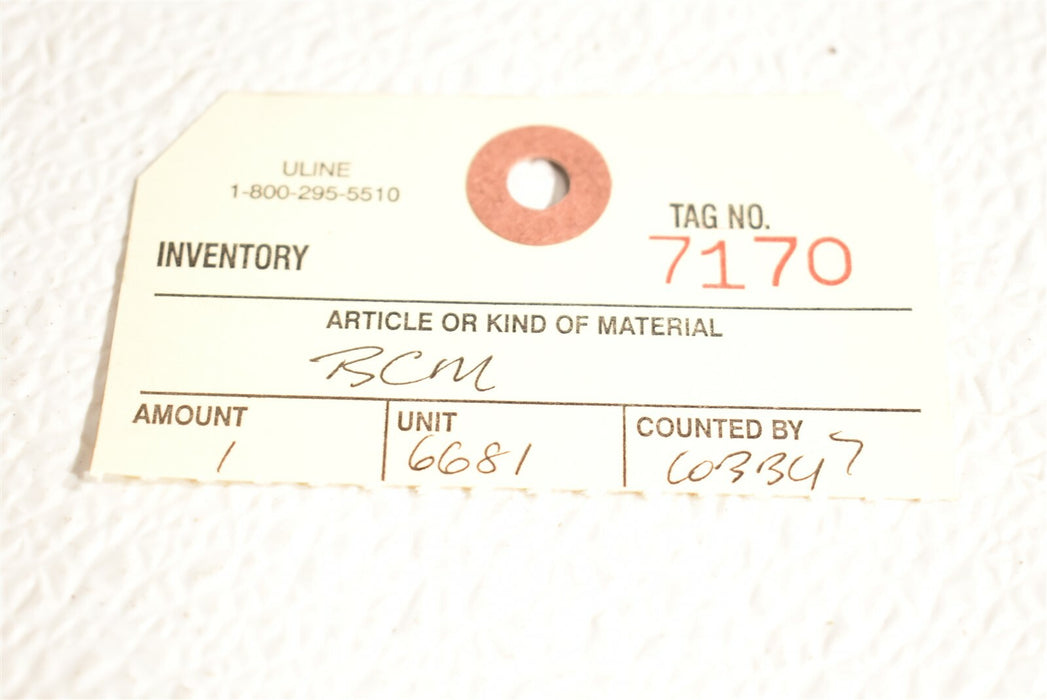 ULINE
1-800-295-5510
TAG NO.
7170
INVENTORY
ARTICLE OR KIND OF MATERIAL
BCM
AMOUNT
UNIT
COUNTED BY
1
6681